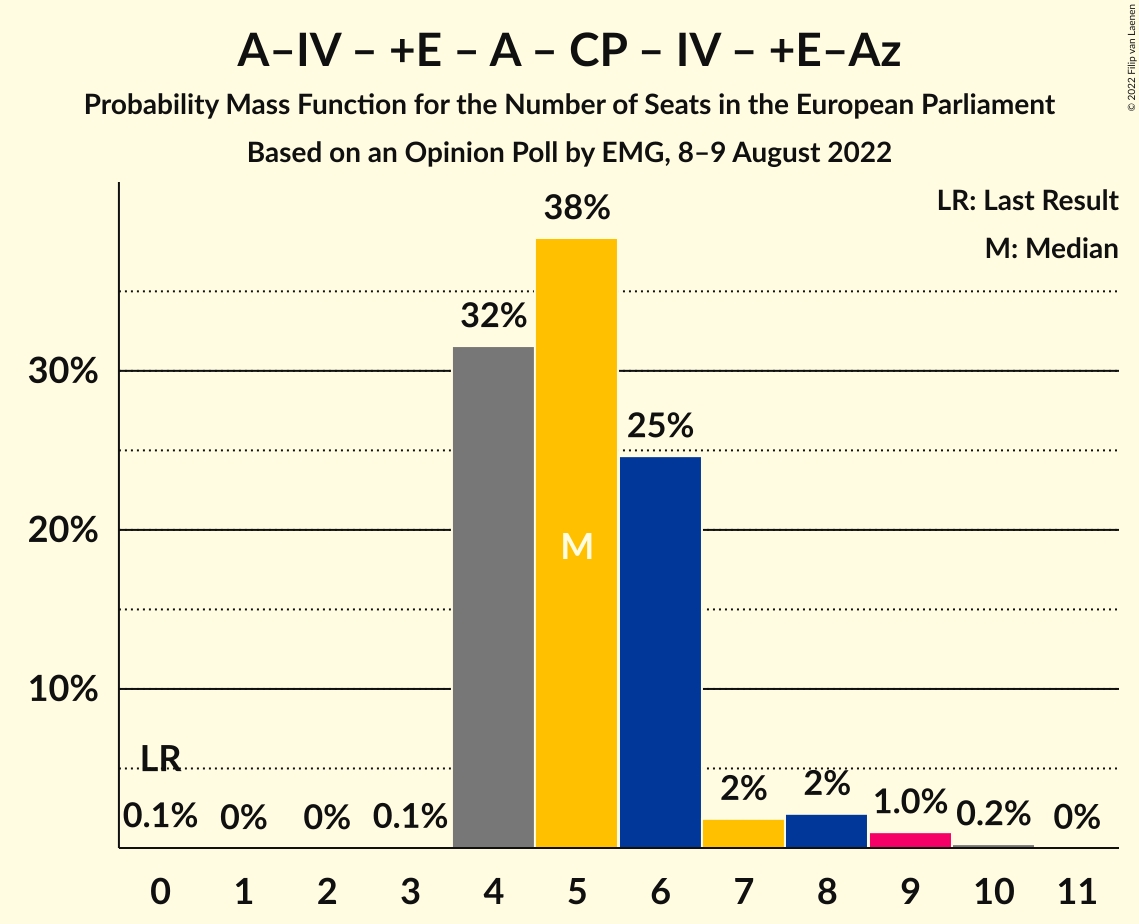 A–IV – +E – A – CP – IV – +E–Az
Probability Mass Function for the Number of Seats in the European Parliament
Based on an Opinion Poll by EMG, 8–9 August 2022
© 2022 Filip van Laenen
LR: Last Result
M: Median
38%
32%
30%
25%
20%
M
10%
LR
0.1% 0% 0% 0.1% 2% 2% 1.0% 0.2% 0%
0 1 2 3 4 5 6 7 8 9 10 11